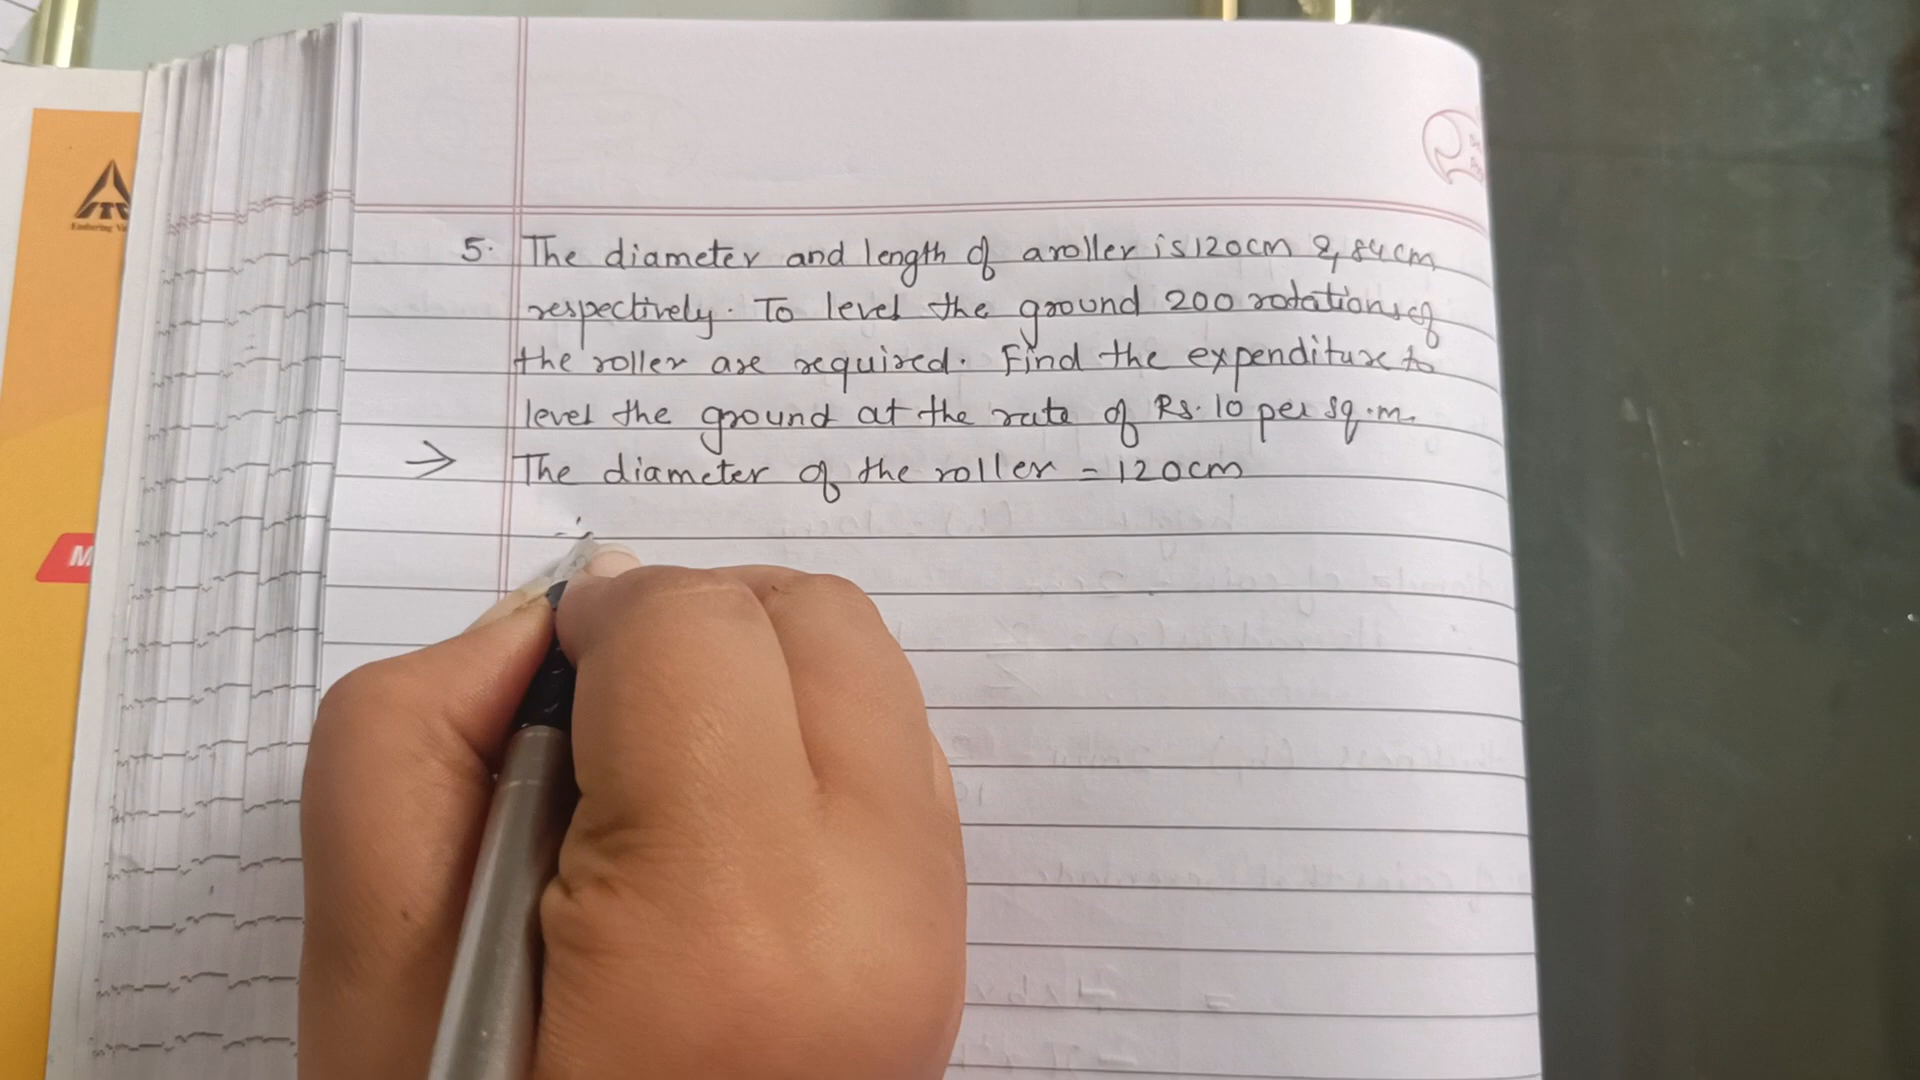 5. The diameter and length of a roller is 120cm & 84cm
respectively. To level the ground 200 rotations of
the roller are required. Find the expenditure to
level the ground at the rate of Rs. 10 per sq.m.
⇒ The diameter of the roller = 120cm
ITC
M